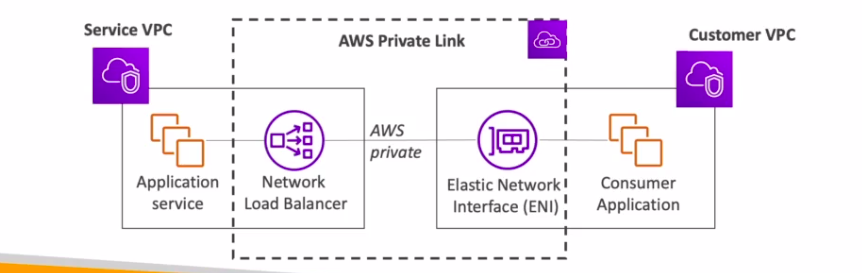 Service VPC
AWS Private Link
Customer VPC
AWS
private
Application
service
Network
Load Balancer
Elastic Network
Interface (ENI)
Consumer
Application